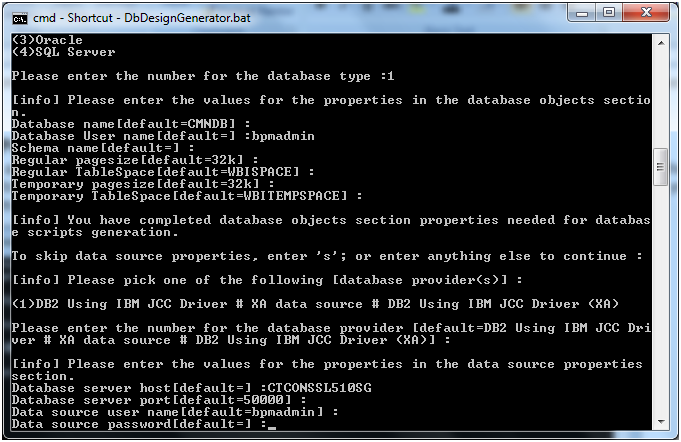 cmd - Shortcut - DbDesignGenerator.bat
(3)Oracle
(4)SQL Server
Please enter the number for the database type :1
[info] Please enter the values for the properties in the database objects sectio
n.
Database name[default=CMNDB] :
Database User name[default=] :bpmadmin
Schema name[default=] :
Regular pagesize[default=32k] :
Regular TableSpace[default=WBISPACE] :
Temporary pagesize[default=32k] :
Temporary TableSpace[default=WBITEMPSPACE] :
[info] You have completed database objects section properties needed for databas
e scripts generation.
To skip data source properties, enter 's'; or enter anything else to continue :
[info] Please pick one of the following [database provider(s)] :
(1)DB2 Using IBM JCC Driver # XA data source # DB2 Using IBM JCC Driver (XA)
Please enter the number for the database provider [default=DB2 Using IBM JCC Dri
ver # XA data source # DB2 Using IBM JCC Driver (XA)] :
[info] Please enter the values for the properties in the data source properties
section.
Database server host[default=] :CTCONSSL510SG
Database server port[default=50000] :
Data source user name[default=bpmadmin] :
Data source password[default=] :_